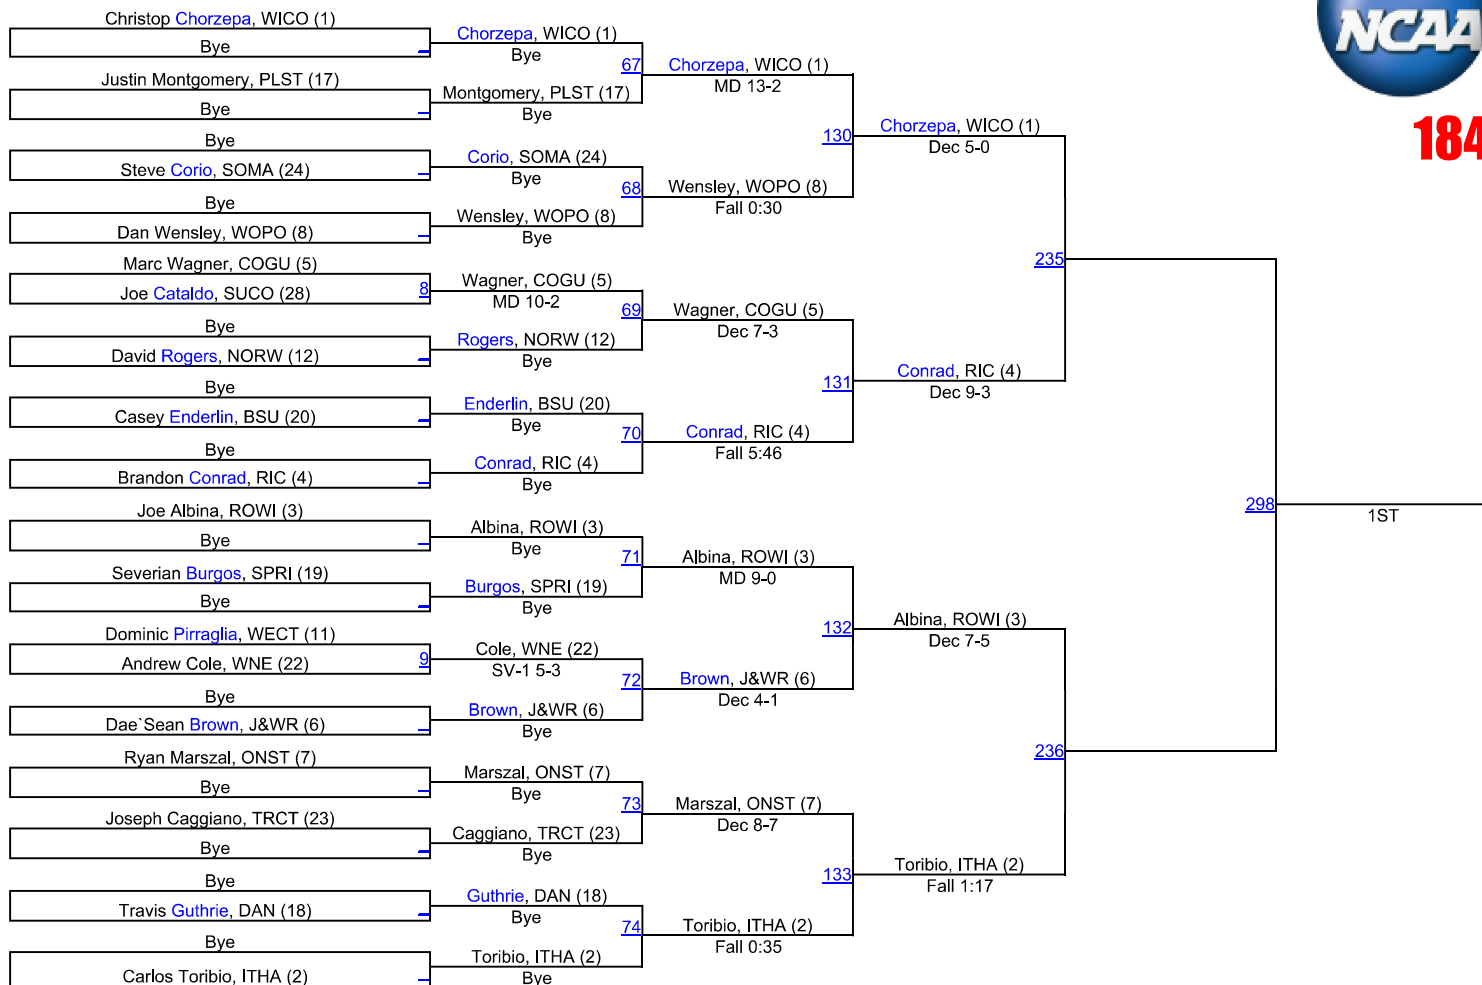 Christop Chorzepa, WICO (1)
Bye
Justin Montgomery, PLST (17)
Bye
Bye
Steve Corio, SOMA (24)
Bye
Dan Wensley, WOPO (8)
Marc Wagner, COGU (5)
Joe Cataldo, SUCO (28)
8
Bye
David Rogers, NORW (12)
Bye
Casey Enderlin, BSU (20)
Bye
Brandon Conrad, RIC (4)
Joe Albina, ROWI (3)
Bye
Severian Burgos, SPRI (19)
Bye
Dominic Pirraglia, WECT (11)
Andrew Cole, WNE (22)
9
Bye
Dae`Sean Brown, J&WR (6)
Ryan Marszal, ONST (7)
Bye
Joseph Caggiano, TRCT (23)
Bye
Bye
Travis Guthrie, DAN (18)
Bye
Carlos Toribio, ITHA (2)
Chorzepa, WICO (1)
Bye
67
Montgomery, PLST (17)
Bye
Corio, SOMA (24)
Bye
68
Wensley, WOPO (8)
Bye
Wagner, COGU (5)
MD 10-2
69
Rogers, NORW (12)
Bye
Enderlin, BSU (20)
Bye
70
Conrad, RIC (4)
Bye
Albina, ROWI (3)
Bye
71
Burgos, SPRI (19)
Bye
Cole, WNE (22)
SV-1 5-3
72
Brown, J&WR (6)
Bye
Marszal, ONST (7)
Bye
73
Caggiano, TRCT (23)
Bye
Guthrie, DAN (18)
Bye
74
Toribio, ITHA (2)
Bye
Chorzepa, WICO (1)
MD 13-2
130
Wensley, WOPO (8)
Fall 0:30
Wagner, COGU (5)
Dec 7-3
131
Conrad, RIC (4)
Fall 5:46
Albina, ROWI (3)
MD 9-0
132
Brown, J&WR (6)
Dec 4-1
Marszal, ONST (7)
Dec 8-7
133
Toribio, ITHA (2)
Fall 0:35
Chorzepa, WICO (1)
Dec 5-0
235
Conrad, RIC (4)
Dec 9-3
Albina, ROWI (3)
Dec 7-5
236
Toribio, ITHA (2)
Fall 1:17
298
1ST
NCAA
184